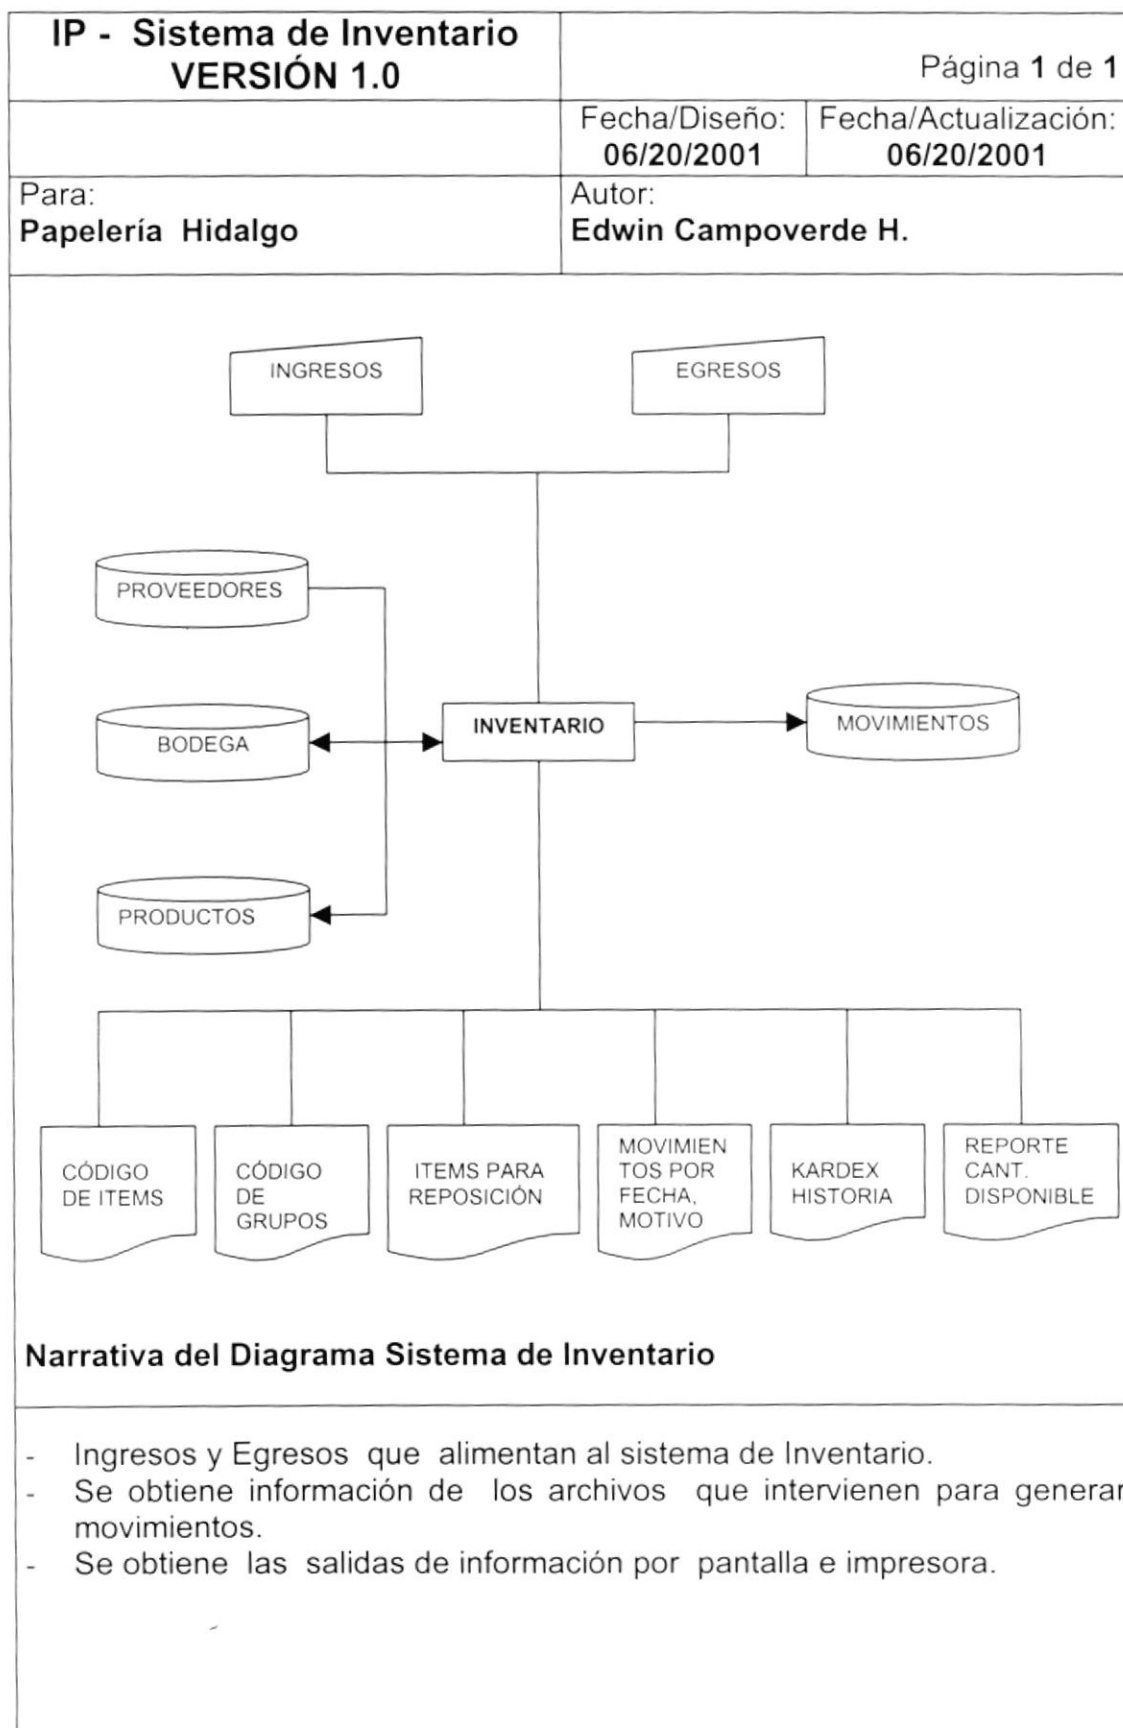 IP - Sistema de Inventario
VERSIÓN 1.0
Página 1 de 1
Fecha/Diseño:
06/20/2001
Fecha/Actualización:
06/20/2001
Para:
Papelería Hidalgo
Autor:
Edwin Campoverde H.
INGRESOS
EGRESOS
PROVEEDORES
BODEGA
INVENTARIO
MOVIMIENTOS
PRODUCTOS
CÓDIGO
DE ITEMS
CÓDIGO
DE
GRUPOS
ITEMS PARA
REPOSICIÓN
MOVIMIEN
TOS POR
FECHA,
MOTIVO
KARDEX
HISTORIA
REPORTE
CANT.
DISPONIBLE
Narrativa del Diagrama Sistema de Inventario
- Ingresos y Egresos que alimentan al sistema de Inventario.
- Se obtiene información de los archivos que intervienen para generar
movimientos.
- Se obtiene las salidas de información por pantalla e impresora.